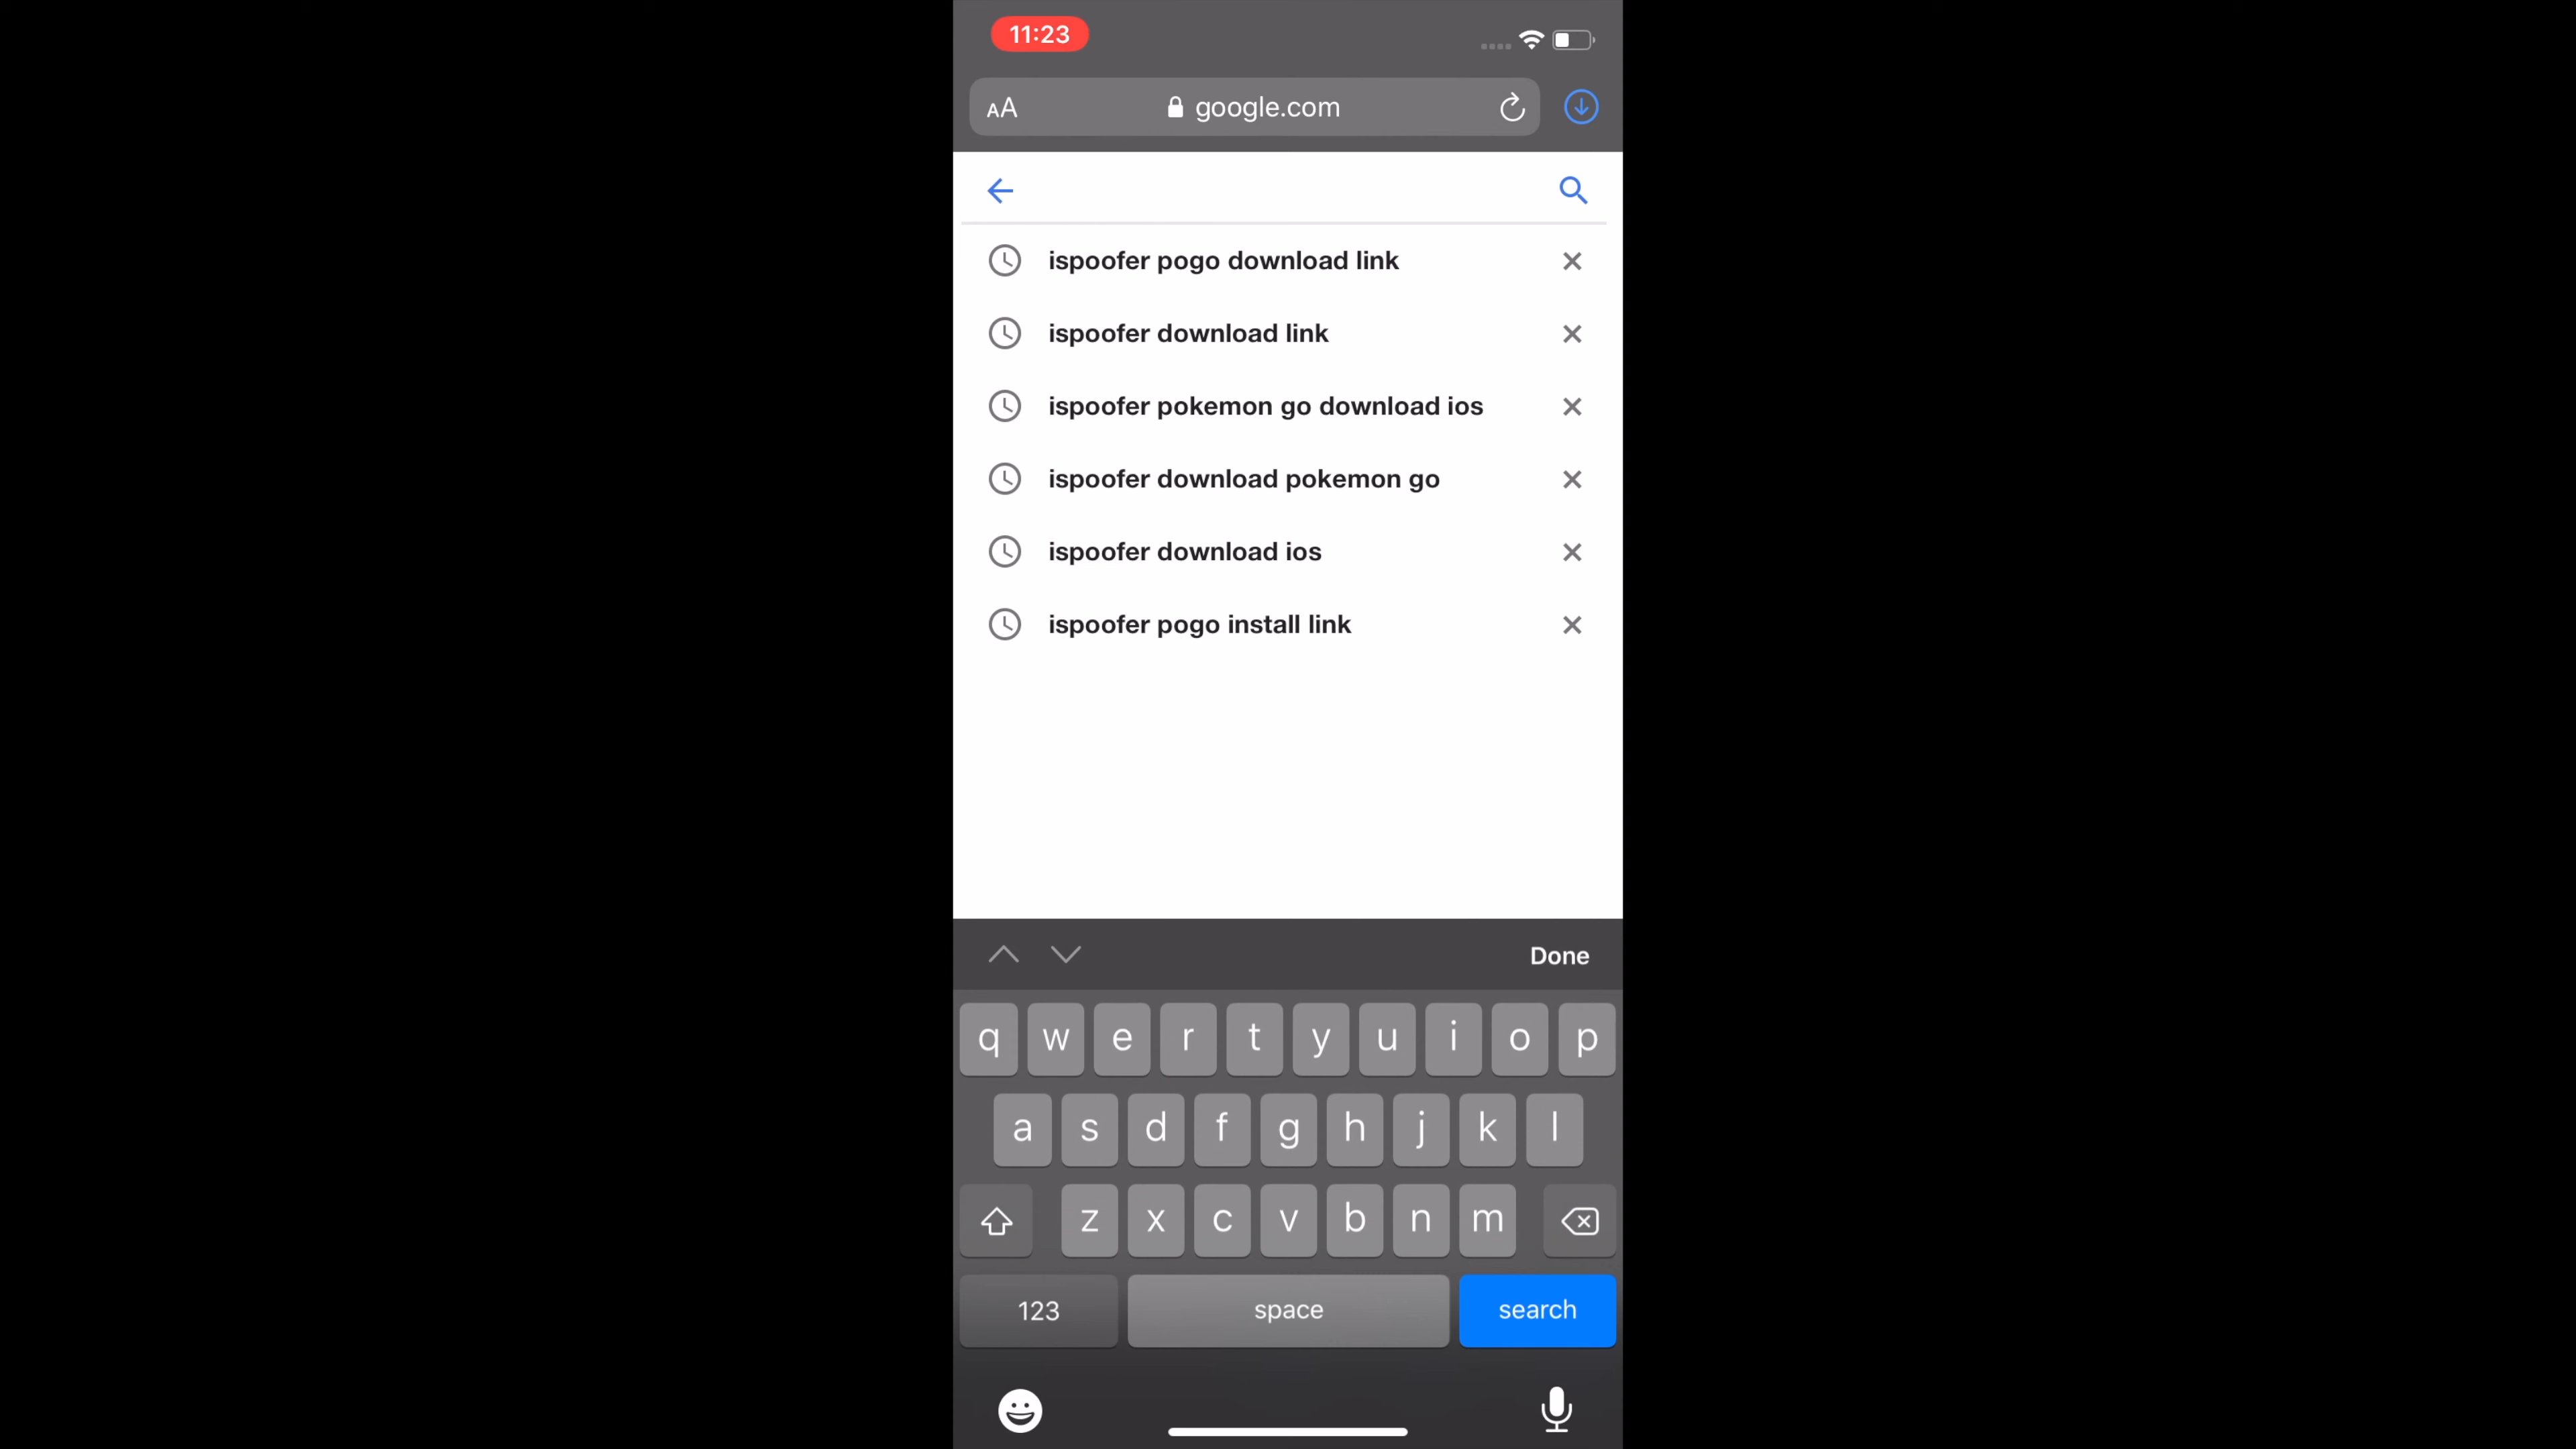 11:23
AA google.com
ispoofer pogo download link
ispoofer download link
ispoofer pokemon go download ios
ispoofer download pokemon go
ispoofer download ios
ispoofer pogo install link
Done
q w e r t y u i o p
a s d f g h j k l
z x c v b n m
123 space search